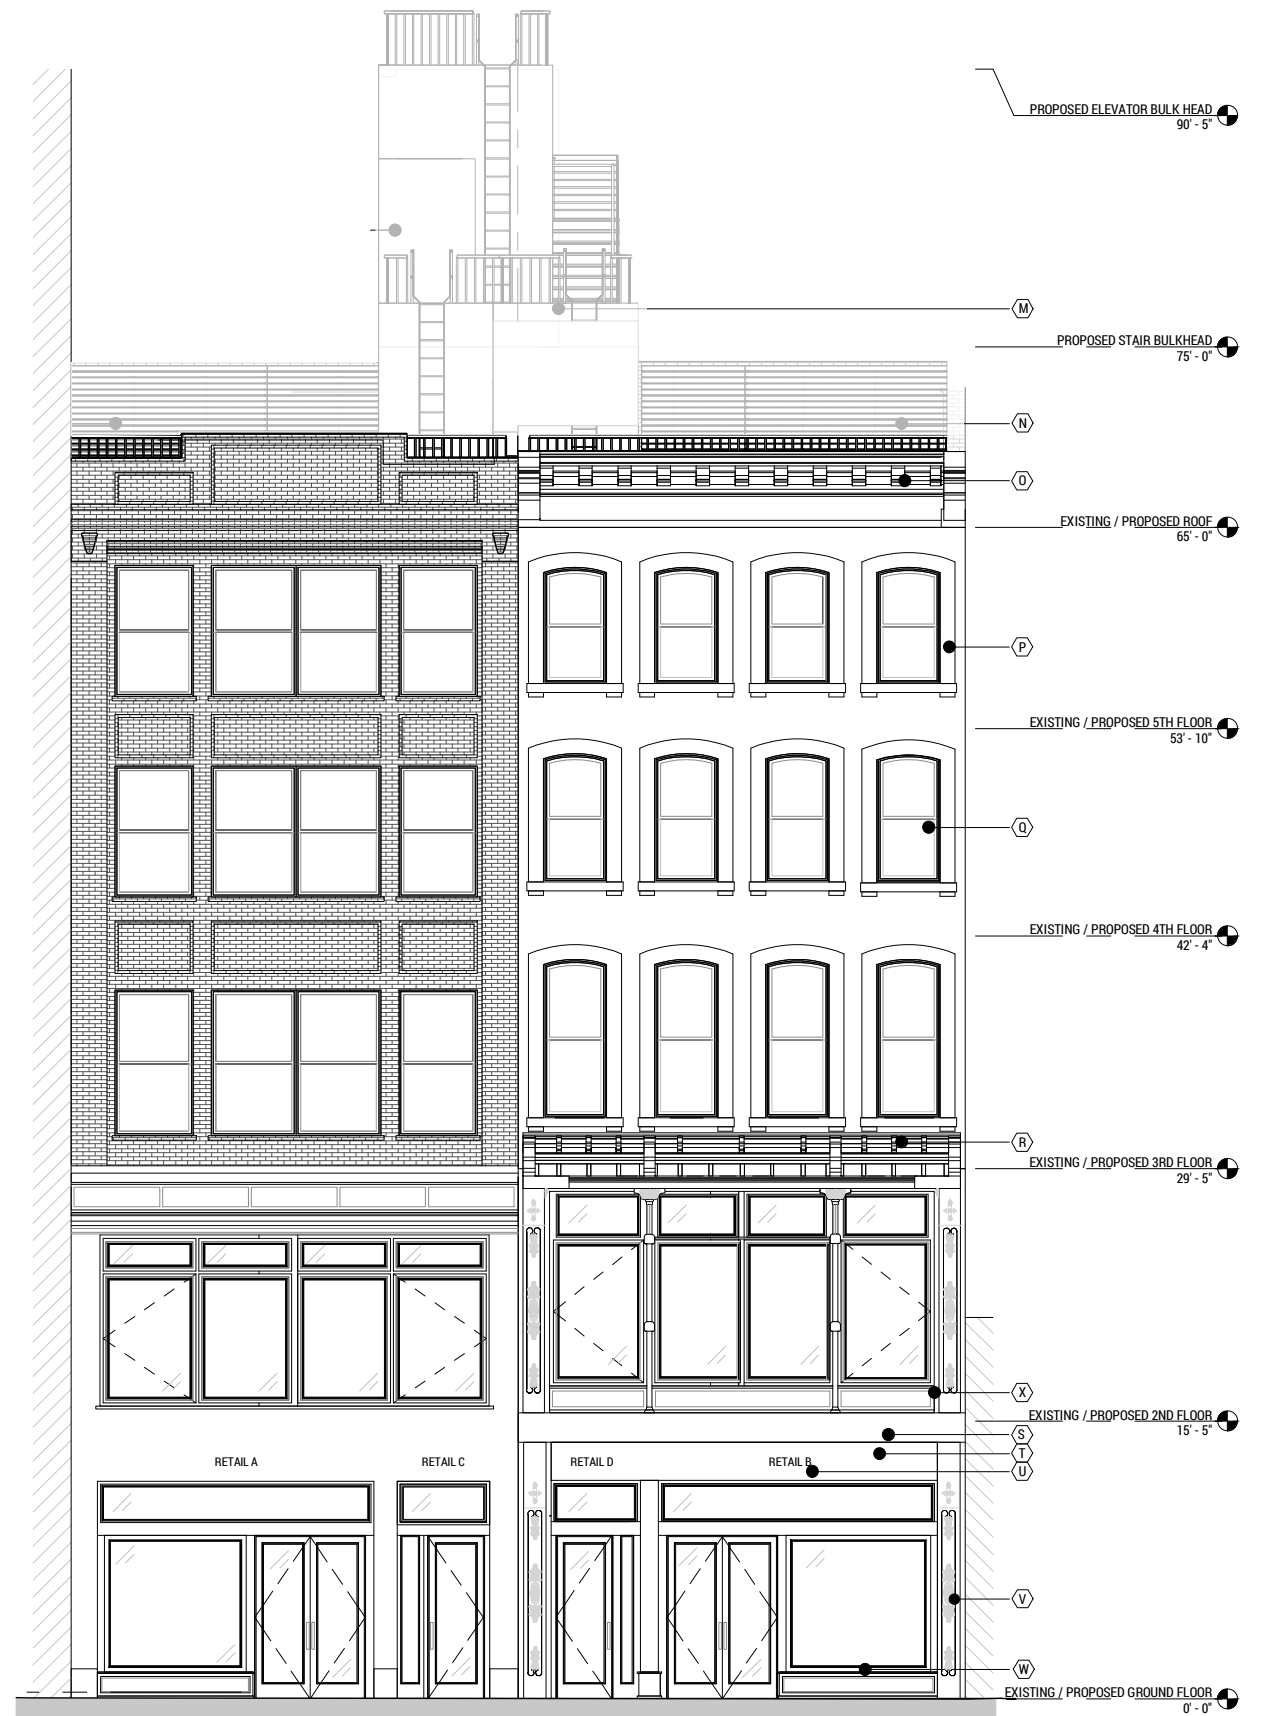 PROPOSED ELEVATOR BULK HEAD
90' - 5"
M
PROPOSED STAIR BULKHEAD
75' - 0"
N
O
EXISTING / PROPOSED ROOF
65' - 0"
P
EXISTING / PROPOSED 5TH FLOOR
53' - 10"
Q
EXISTING / PROPOSED 4TH FLOOR
42' - 4"
R
EXISTING / PROPOSED 3RD FLOOR
29' - 5"
X
EXISTING / PROPOSED 2ND FLOOR
15' - 5"
S
T
RETAIL A RETAIL C RETAIL D RETAIL B
U
V
W
EXISTING / PROPOSED GROUND FLOOR
0' - 0"